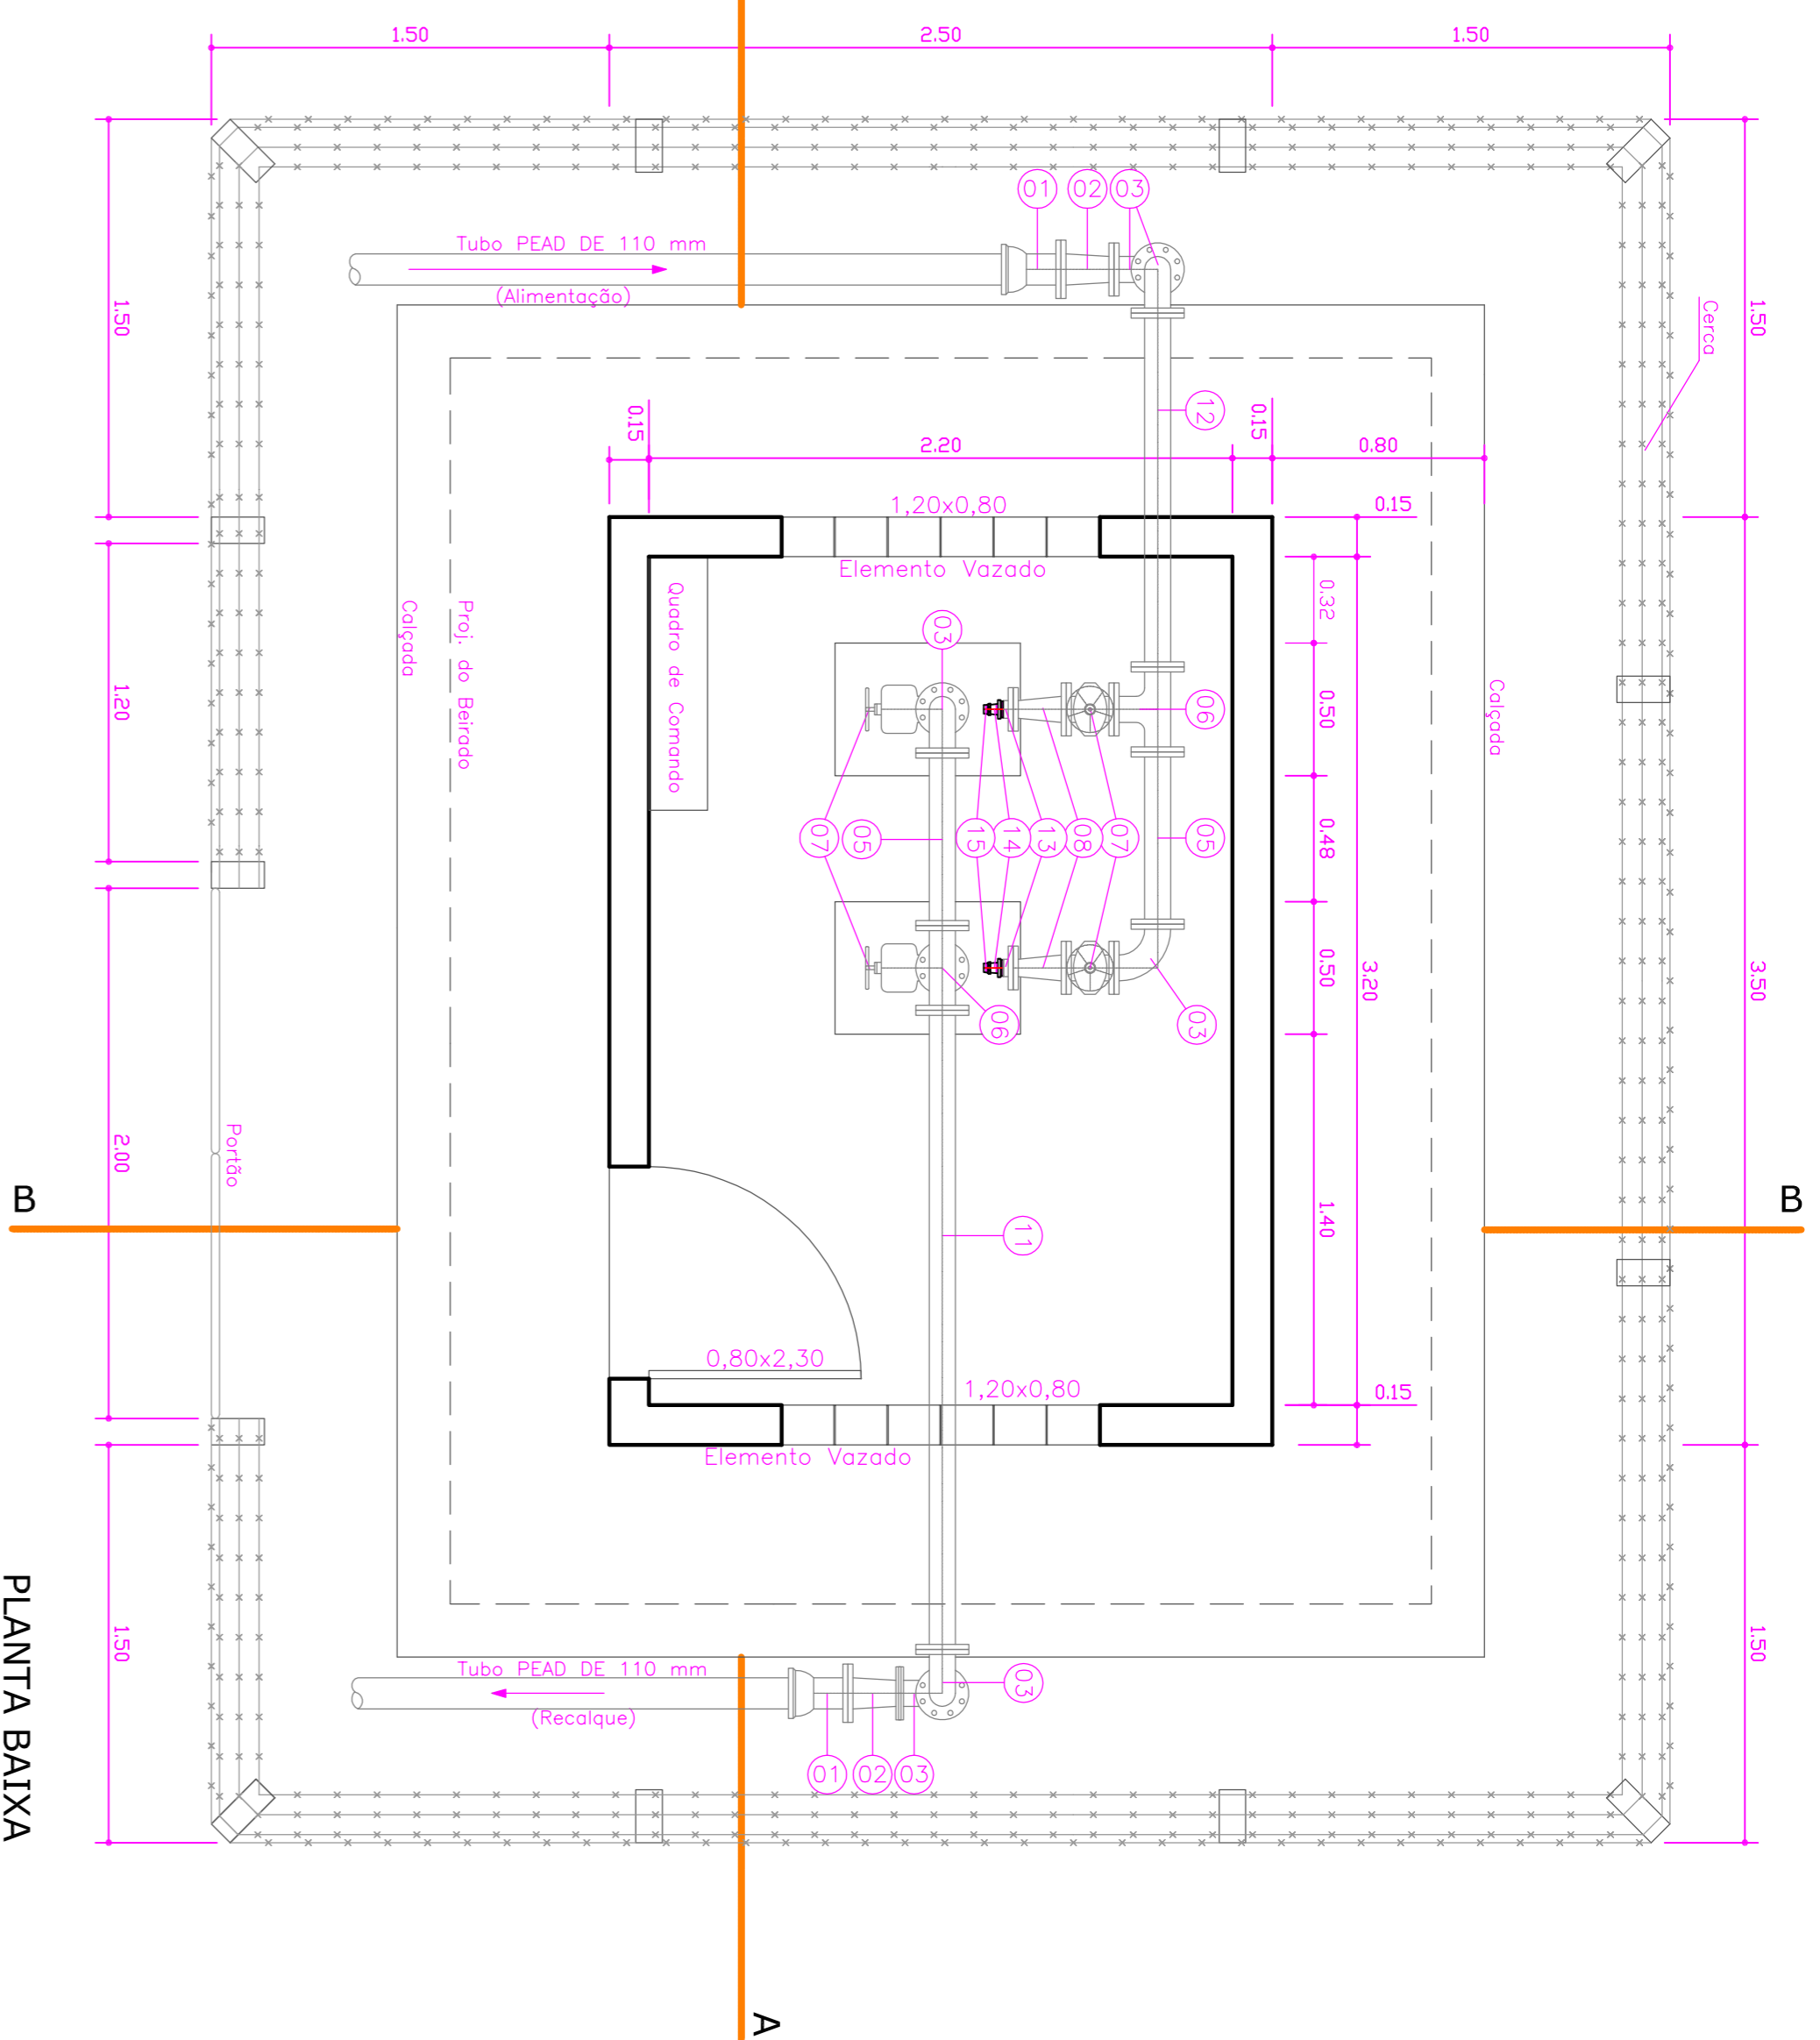 1.50
2.50
1.50
1.50
1.20
2.00
1.50
1.50
3.50
1.50
Cerca
01
02
03
Tubo PEAD DE 110 mm
(Alimentação)
12
0.15
2.20
0.15
0.80
0.15
1,20x0,80
Elemento Vazado
Calçada
Proj. do Beirado
Quadro de Comando
03
06
Calçada
0.32
0.50
0.48
0.50
1.40
3.20
0.15
07
05
15
14
13
08
07
05
06
03
Portão
B
B
11
0,80x2,30
1,20x0,80
Elemento Vazado
Tubo PEAD DE 110 mm
(Recalque)
03
01
02
03
PLANTA BAIXA
A